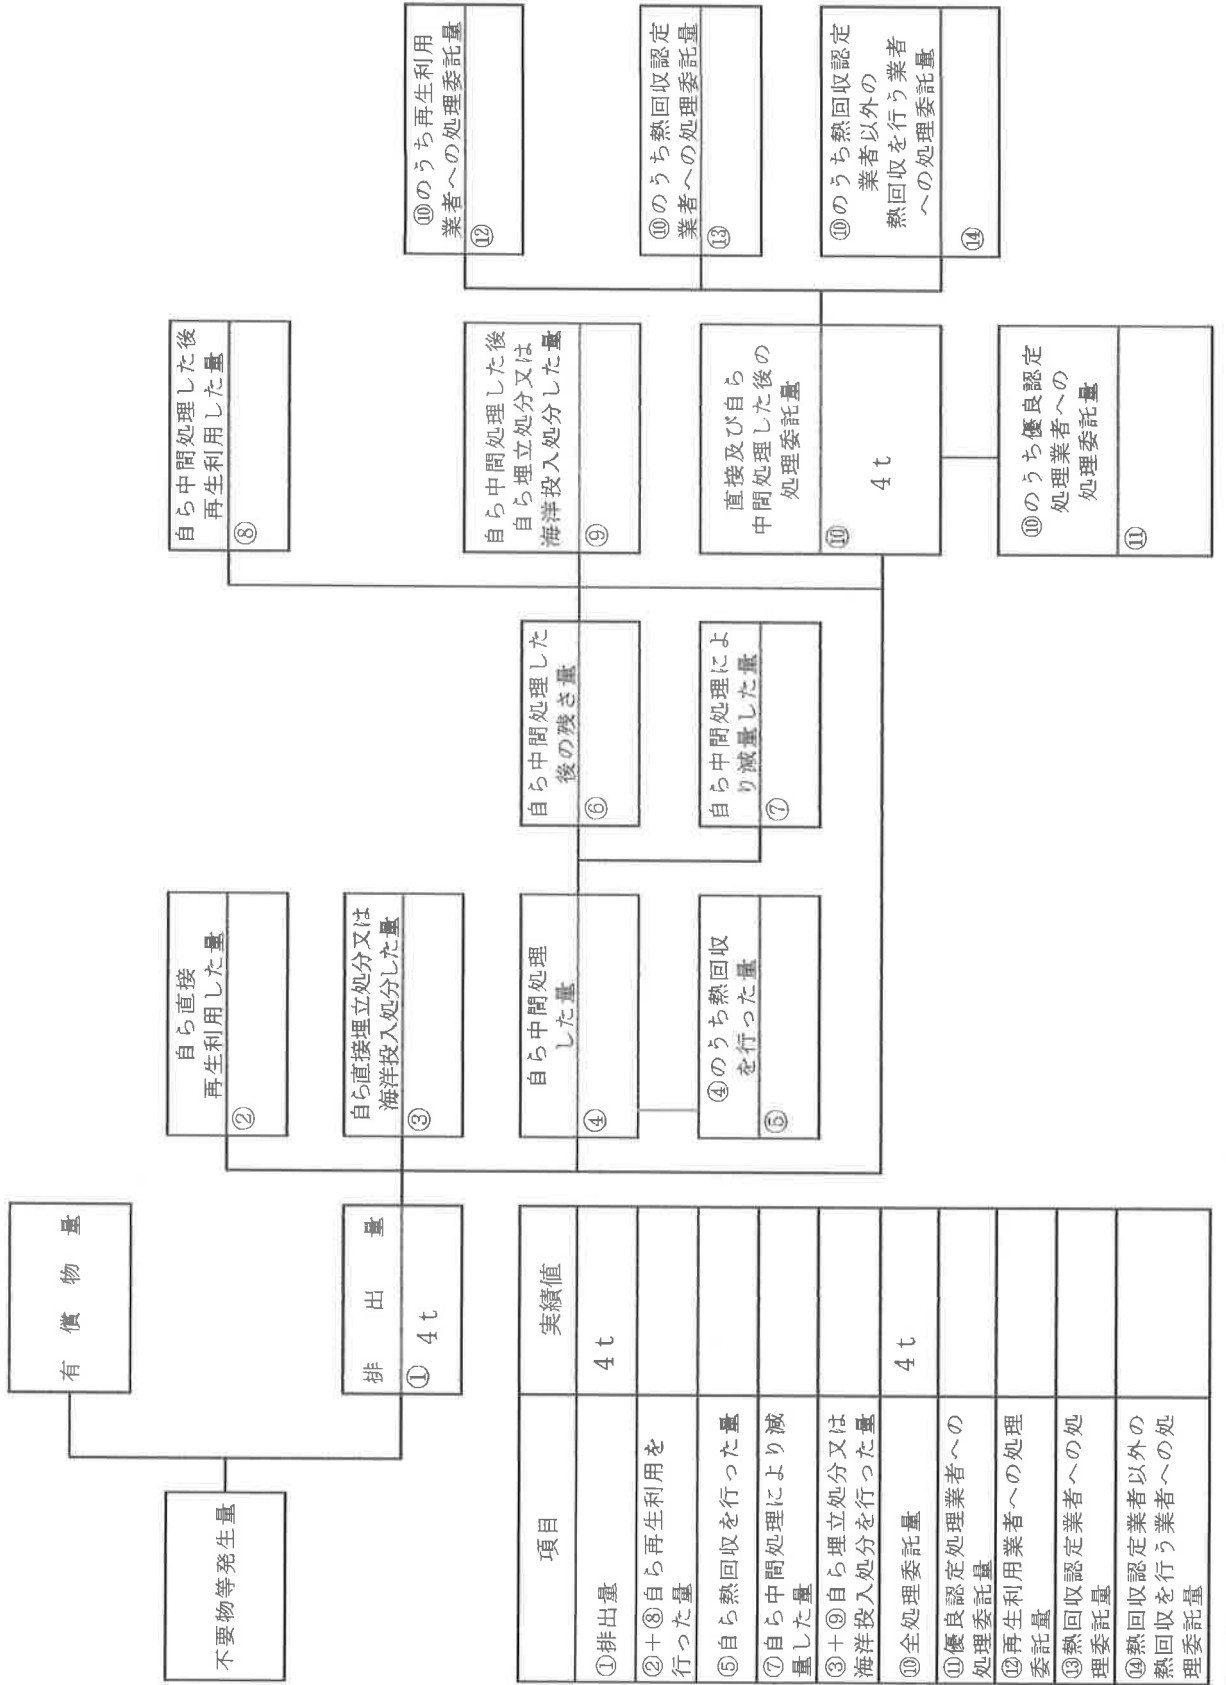 不要物等発生量
有償物量
排出量
① 4t
自ら直接
再生利用した量
②
自ら直接埋立処分又は
海洋投入処分した量
③
自ら中間処理
した量
④
④のうち熱回収
を行った量
⑤
自ら中間処理した
後の残さ量
⑥
自ら中間処理によ
り減量した量
⑦
自ら中間処理した後
再生利用した量
⑧
自ら中間処理した後
自ら埋立処分又は
海洋投入処分した量
⑨
直接及び自ら
中間処理した後の
処理委託量
⑩ 4t
⑩のうち優良認定
処理業者への
処理委託量
⑪
⑩のうち再生利用
業者への処理委託量
⑫
⑩のうち熱回収認定
業者への処理委託量
⑬
⑩のうち熱回収認定
業者以外の
熱回収を行う業者
への処理委託量
⑭
項目 実績値
①排出量 4t
②+⑧自ら再生利用を
行った量
⑤自ら熱回収を行った量
⑦自ら中間処理により減
量した量
③+⑨自ら埋立処分又は
海洋投入処分を行った量
⑩全処理委託量 4t
⑪優良認定処理業者への
処理委託量
⑫再生利用業者への処理
委託量
⑬熱回収認定業者への処
理委託量
⑭熱回収認定業者以外の
熱回収を行う業者への処
理委託量